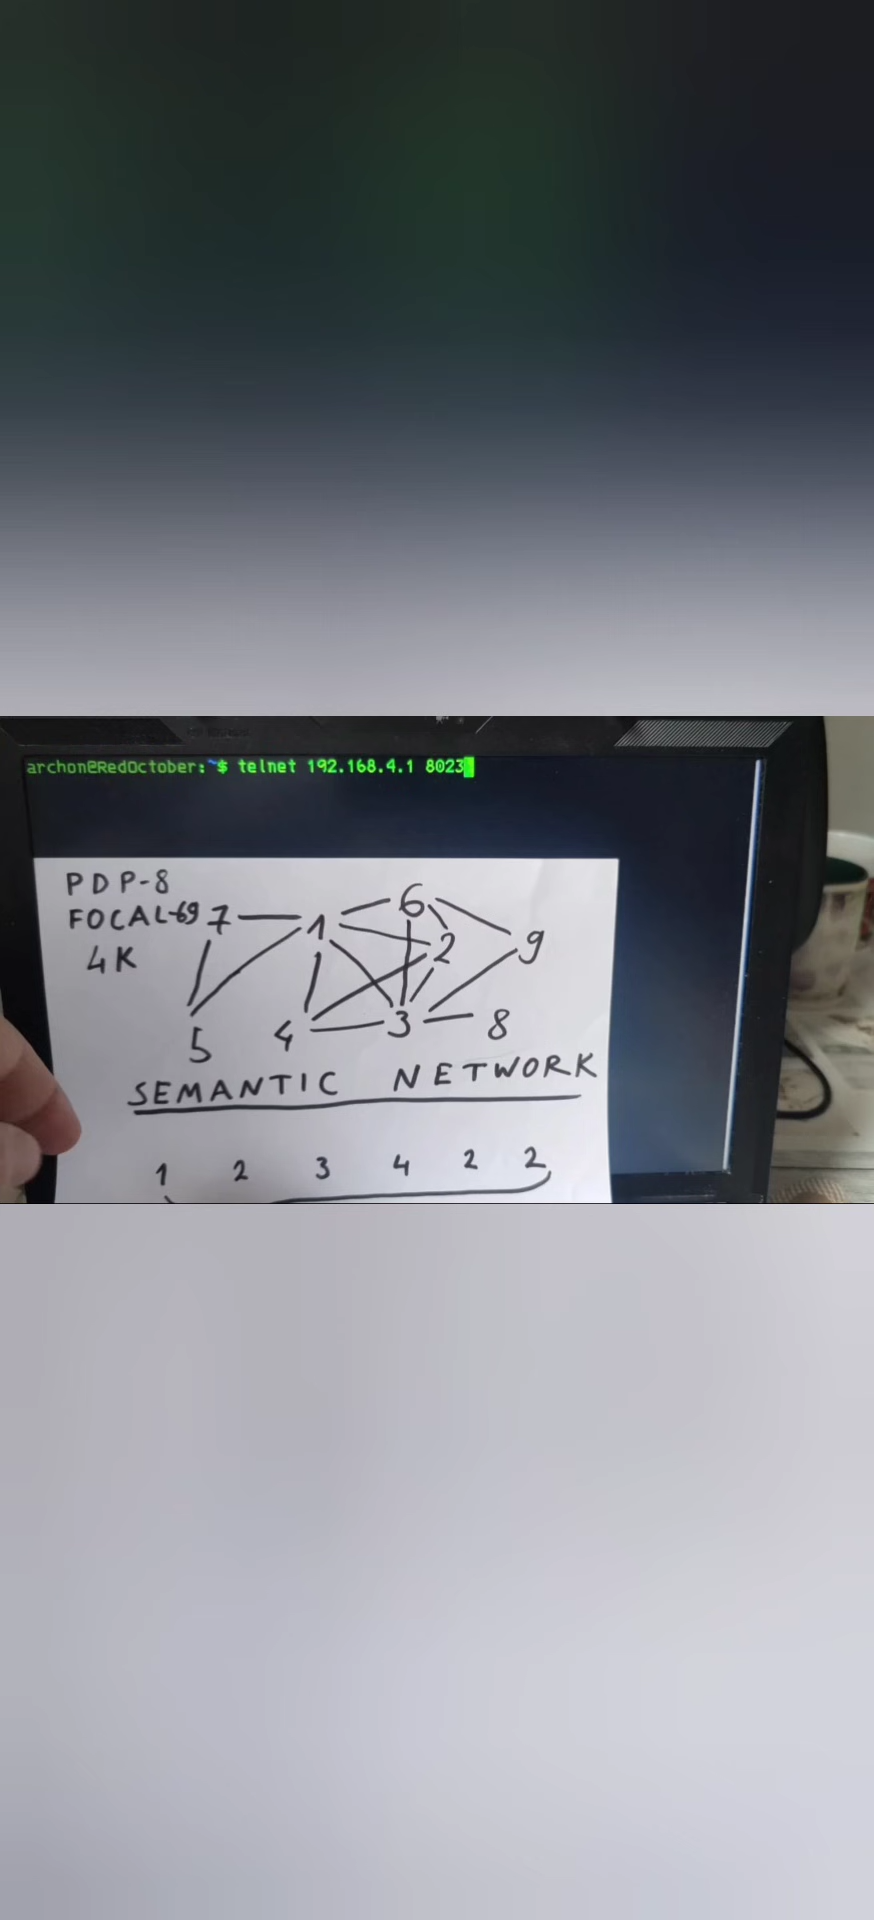 archon@RedOctober:~$ telnet 192.168.4.1 8023
PDP-8
FOCAL-69
4K
7 1 6 2 9
5 4 3 8
SEMANTIC NETWORK
1 2 3 4 2 2